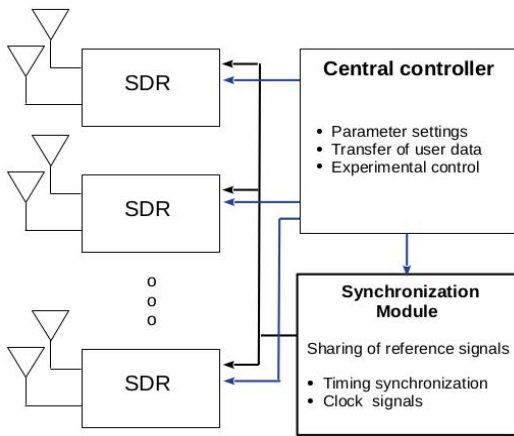 SDR
Central controller
• Parameter settings
• Transfer of user data
• Experimental control
SDR
o
o
o
SDR
Synchronization
Module
Sharing of reference signals
• Timing synchronization
• Clock signals